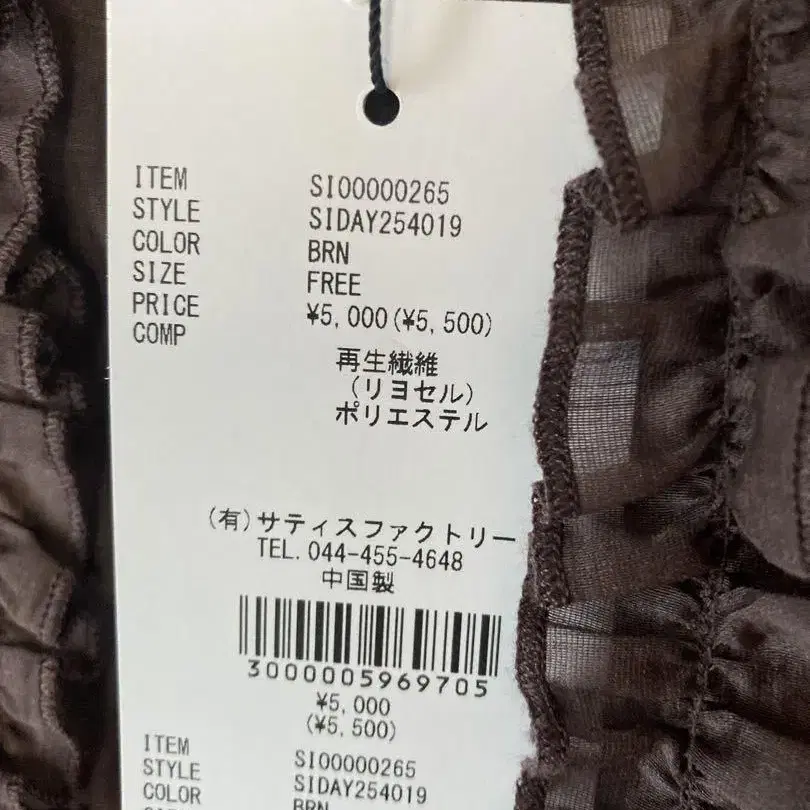 ITEM SI00000265
STYLE SIDAY254019
COLOR BRN
SIZE FREE
PRICE ¥5,000(¥5,500)
COMP
再生繊維
(リヨセル)
ポリエステル
(有)サティスファクトリー
TEL.044-455-4648
中国製
3000005969705
¥5,000
(¥5,500)
ITEM SI00000265
STYLE SIDAY254019
COLOR BRN